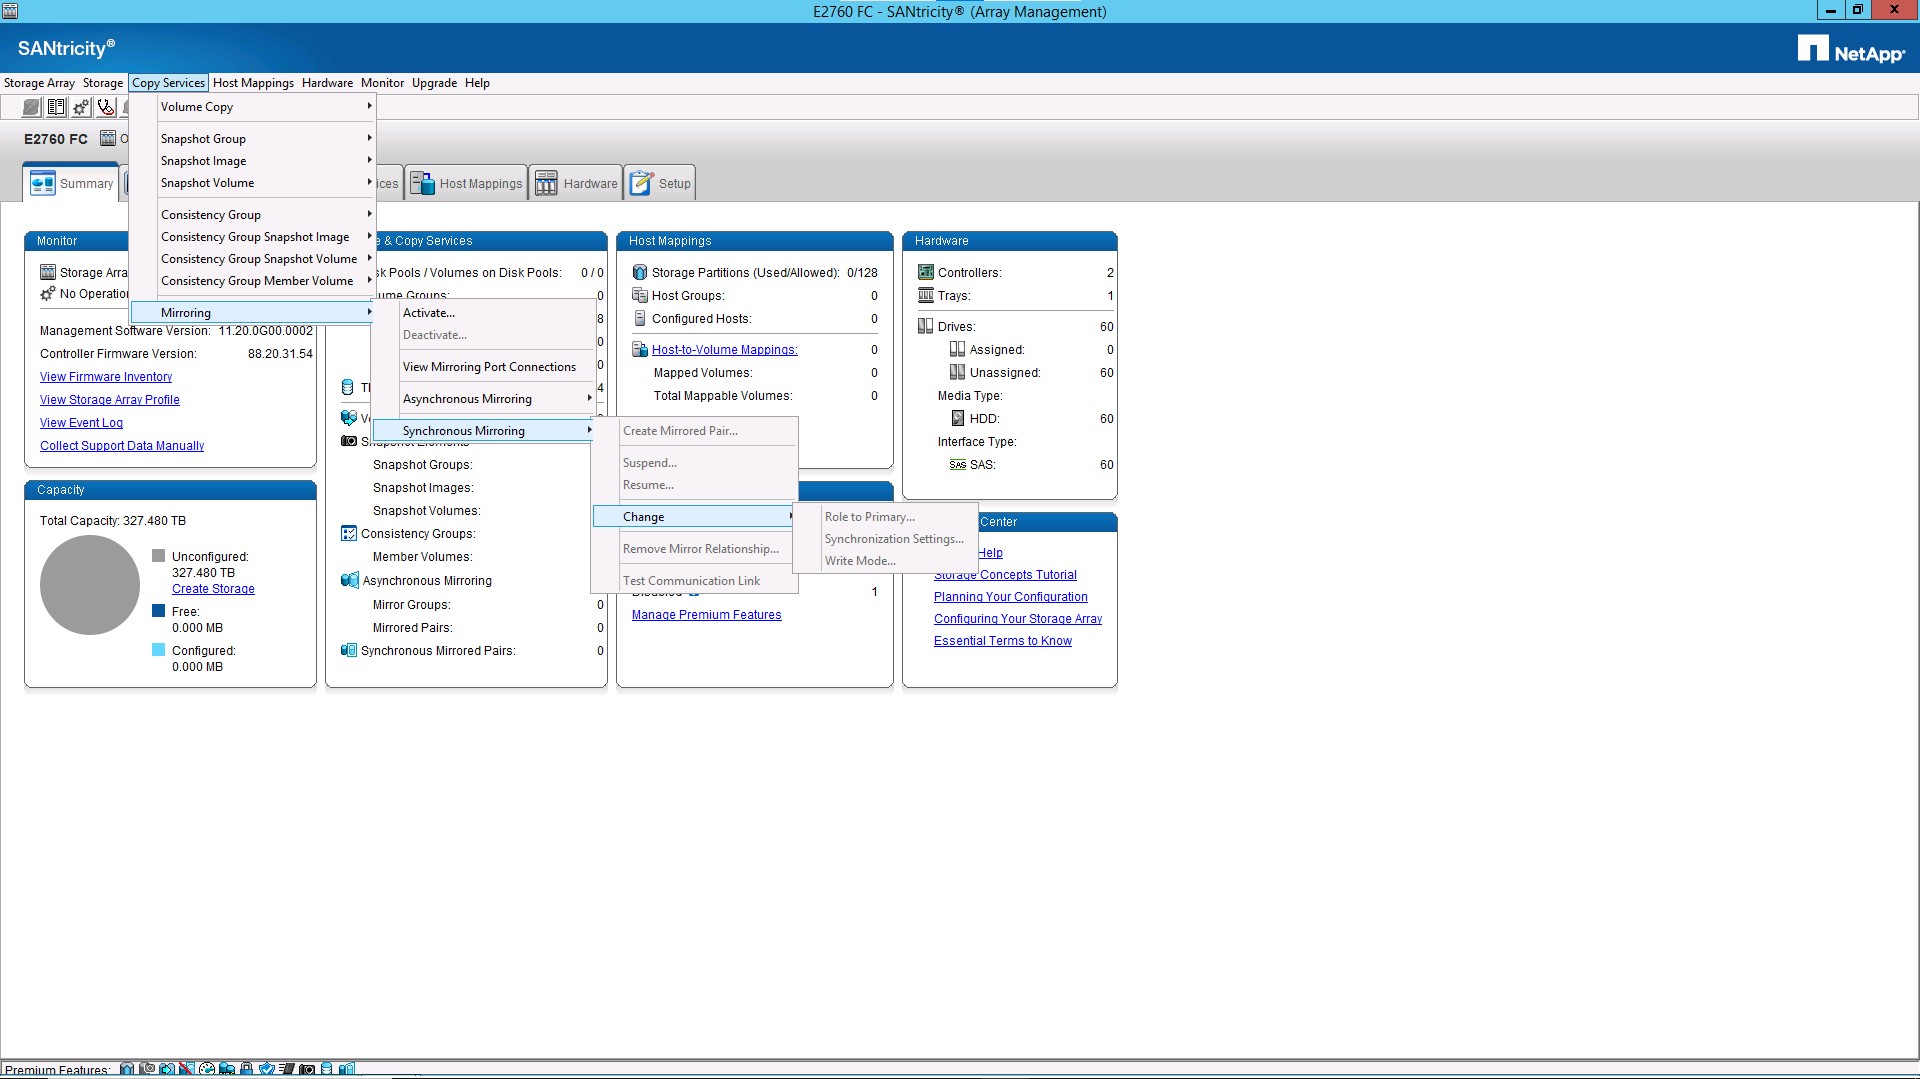 E2760 FC - SANtricity® (Array Management)
SANtricity®
NetApp®
Storage Array Storage Copy Services Host Mappings Hardware Monitor Upgrade Help
Volume Copy
Snapshot Group
Snapshot Image
Snapshot Volume
Consistency Group
Consistency Group Snapshot Image
Consistency Group Snapshot Volume
Consistency Group Member Volume
Mirroring
Activate...
Deactivate...
View Mirroring Port Connections
Asynchronous Mirroring
Synchronous Mirroring
Create Mirrored Pair...
Suspend...
Resume...
Change
Remove Mirror Relationship...
Test Communication Link
Role to Primary...
Synchronization Settings...
Write Mode...
E2760 FC
Summary
Host Mappings
Hardware
Setup
Monitor
Storage Arra
No Operation
Management Software Version: 11.20.0G00.0002
Controller Firmware Version: 88.20.31.54
View Firmware Inventory
View Storage Array Profile
View Event Log
Collect Support Data Manually
Capacity
Total Capacity: 327.480 TB
Unconfigured:
327.480 TB
Create Storage
Free:
0.000 MB
Configured:
0.000 MB
& Copy Services
sk Pools / Volumes on Disk Pools: 0 / 0
ume Groups: 0
8
0
0
4
Snapshot Elements
Snapshot Groups:
Snapshot Images:
Snapshot Volumes:
Consistency Groups:
Member Volumes:
Asynchronous Mirroring
Mirror Groups: 0
Mirrored Pairs: 0
Synchronous Mirrored Pairs: 0
Host Mappings
Storage Partitions (Used/Allowed): 0/128
Host Groups: 0
Configured Hosts: 0
Host-to-Volume Mappings: 0
Mapped Volumes: 0
Total Mappable Volumes: 0
Disabled 1
Manage Premium Features
Hardware
Controllers: 2
Trays: 1
Drives: 60
Assigned: 0
Unassigned: 60
Media Type:
HDD: 60
Interface Type:
SAS SAS: 60
Center
Help
Storage Concepts Tutorial
Planning Your Configuration
Configuring Your Storage Array
Essential Terms to Know
Premium Features: